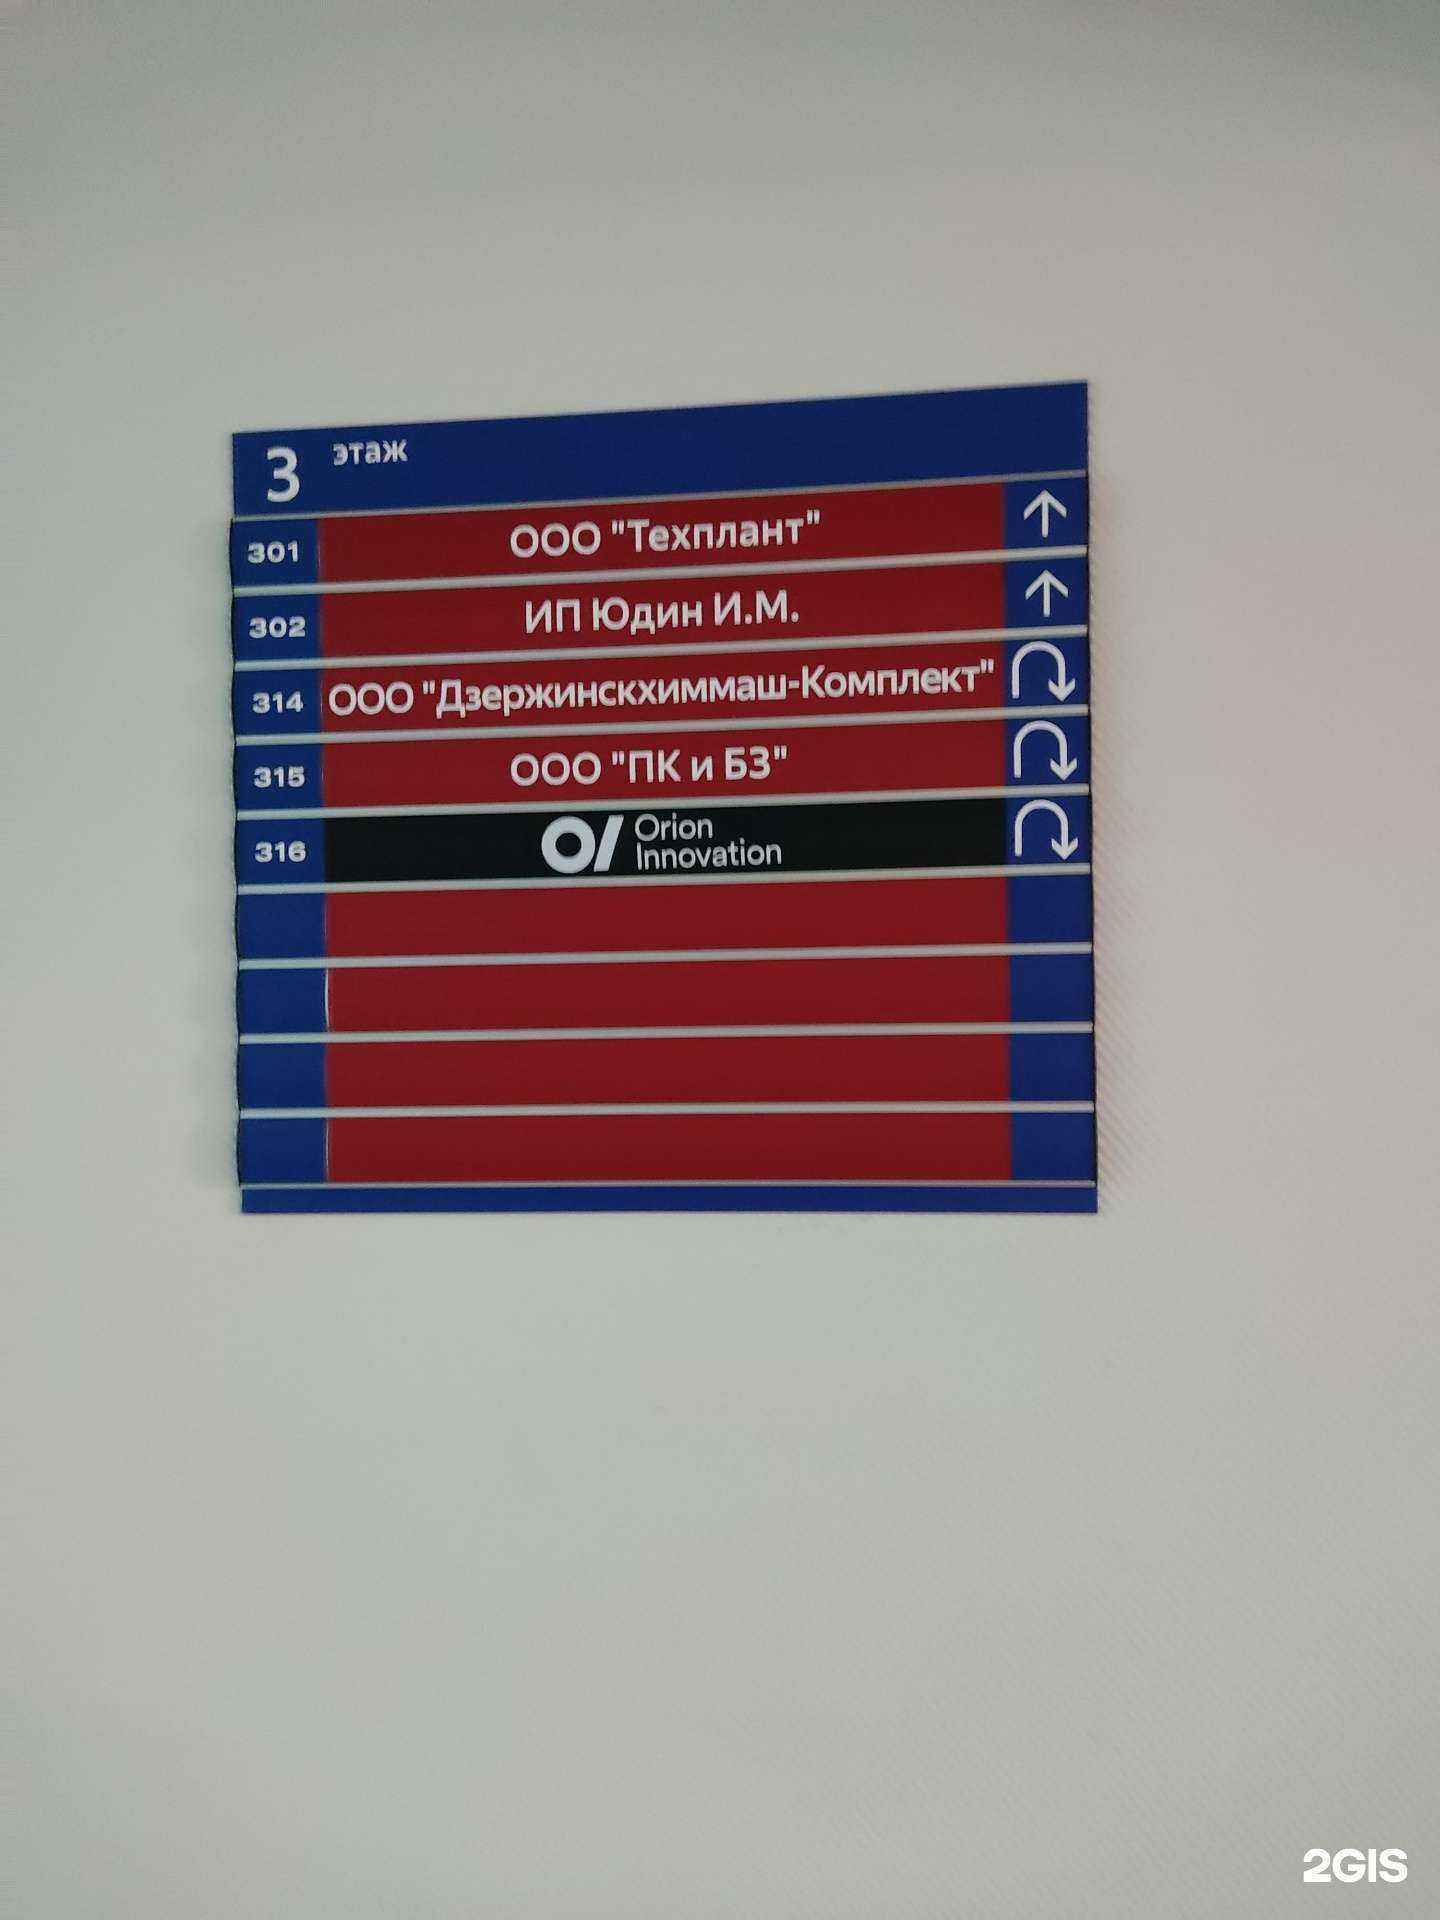 3 этаж
301 ООО "Техплант" ↑
302 ИП Юдин И.М. ↑
314 ООО "Дзержинскхиммаш-Комплект"
315 ООО "ПК и БЗ"
316 O/ Orion
Innovation
2GIS